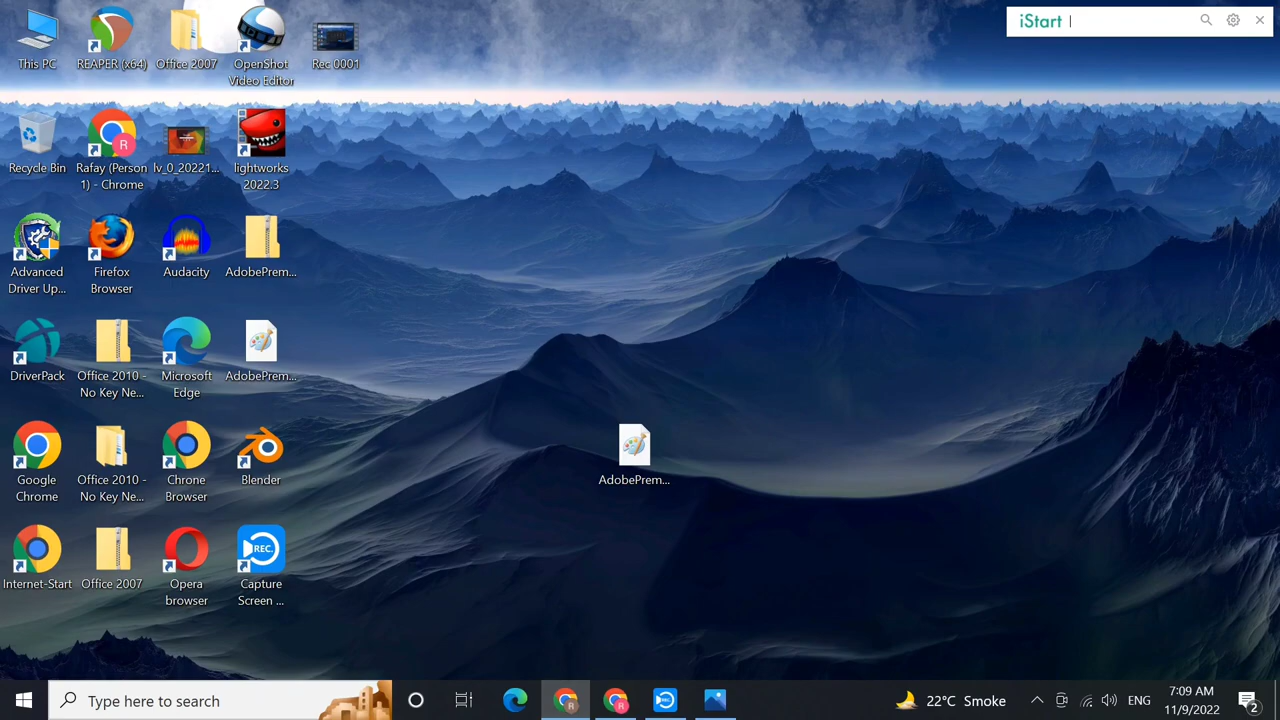 iStart
This PC
REAPER (x64)
Office 2007
OpenShot
Video Editor
Rec 0001
Recycle Bin
Rafay (Person
1) - Chrome
R
lv_0_20221...
lightworks
2022.3
Advanced
Driver Up...
Firefox
Browser
Audacity
AdobePrem...
DriverPack
Office 2010 -
No Key Ne...
Microsoft
Edge
AdobePrem...
Google
Chrome
Office 2010 -
No Key Ne...
Chrone
Browser
Blender
AdobePrem...
Internet-Start
Office 2007
Opera
browser
REC.
Capture
Screen ...
Type here to search
R
R
REC
22°C Smoke
ENG
7:09 AM
11/9/2022
2